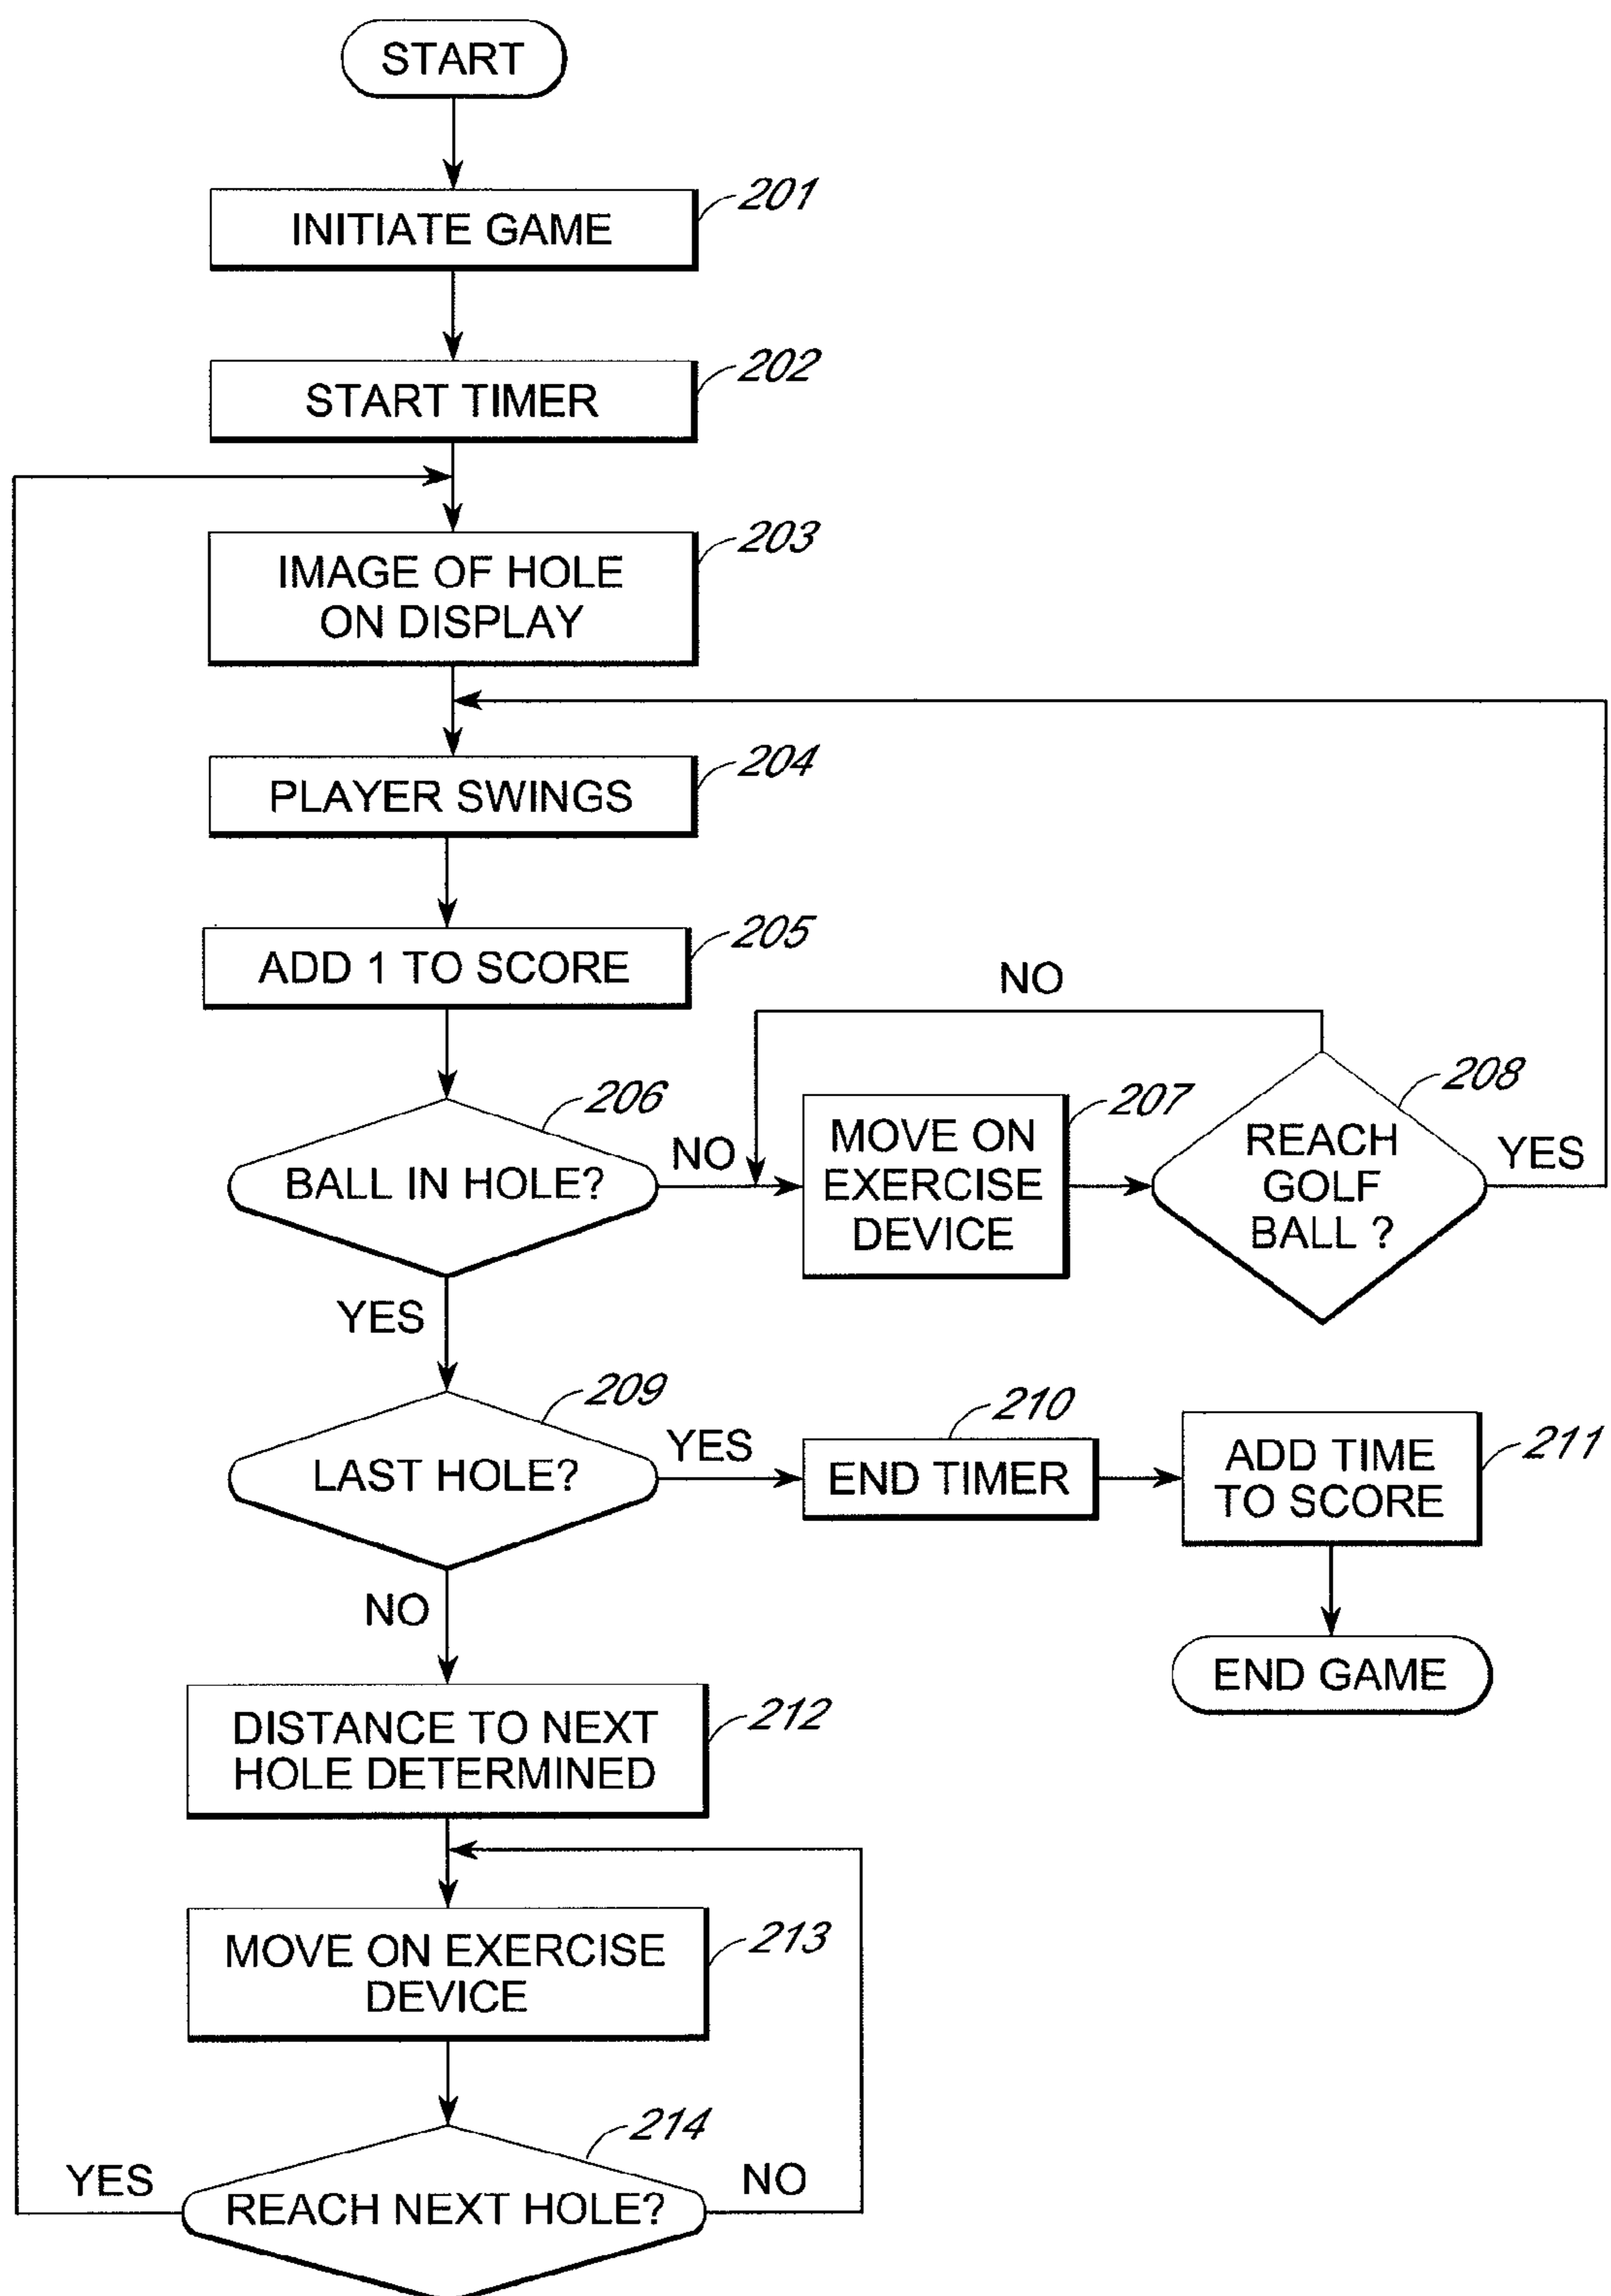 START
201
INITIATE GAME
202
START TIMER
203
IMAGE OF HOLE
ON DISPLAY
204
PLAYER SWINGS
205
ADD 1 TO SCORE
NO
206
BALL IN HOLE?
NO
207
MOVE ON
EXERCISE
DEVICE
208
REACH
GOLF
BALL ?
YES
YES
209
LAST HOLE?
YES
210
END TIMER
211
ADD TIME
TO SCORE
END GAME
NO
212
DISTANCE TO NEXT
HOLE DETERMINED
213
MOVE ON EXERCISE
DEVICE
214
REACH NEXT HOLE?
YES
NO